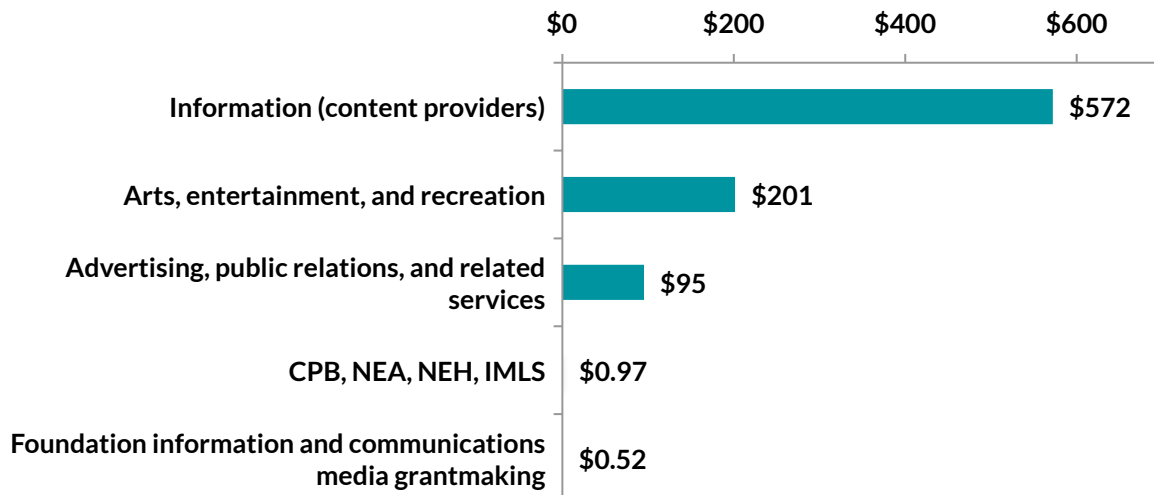 $0 $200 $400 $600
Information (content providers) $572
Arts, entertainment, and recreation $201
Advertising, public relations, and related
services $95
CPB, NEA, NEH, IMLS $0.97
Foundation information and communications
media grantmaking $0.52